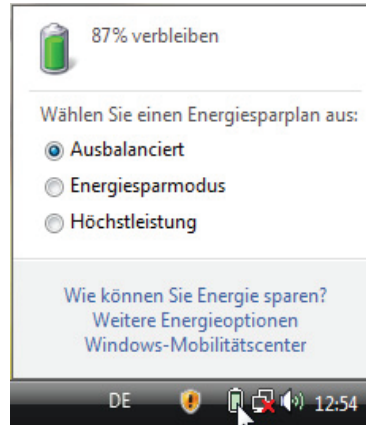 87% verbleiben
Wählen Sie einen Energiesparplan aus:
Ausbalanciert
Energiesparmodus
Höchstleistung
Wie können Sie Energie sparen?
Weitere Energieoptionen
Windows-Mobilitätscenter
DE 12:54